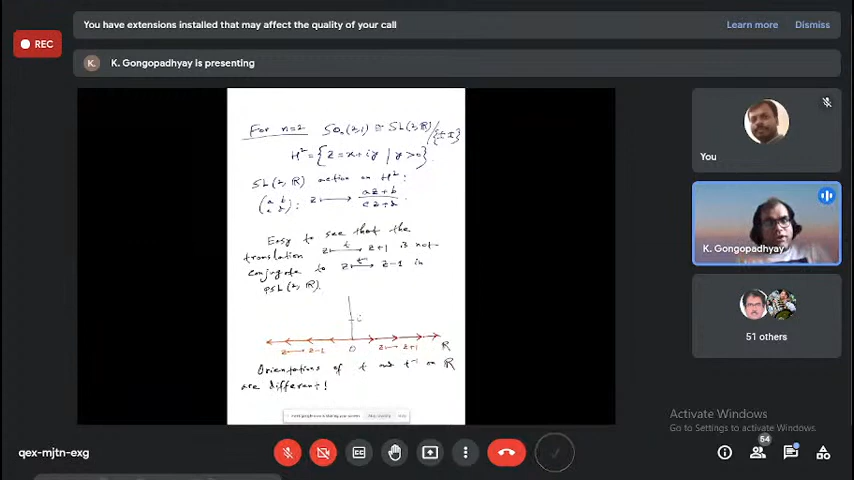 You have extensions installed that may affect the quality of your call
Learn more
Dismiss
REC
K.
K. Gongopadhyay is presenting
For n=2 SO₀(2,1) ≅ SL(2,ℝ)/{±I}
H² = {z = x+iy | y>0}.
SL(2,ℝ) action on H²:
(a b
c d): z ⟼ az+b
cz+d.
Easy to see that the
translation z ⟼ᵗ z+1 is not
conjugate to z ⟼ z-1 in
PSL(2,ℝ).
i
0
ℝ
z ⟼ z-1
z ⟼ z+1
Orientations of t and t⁻¹ on ℝ
are different!
You
K. Gongopadhyay
51 others
Activate Windows
Go to Settings to activate Windows.
qex-mjtn-exg
64